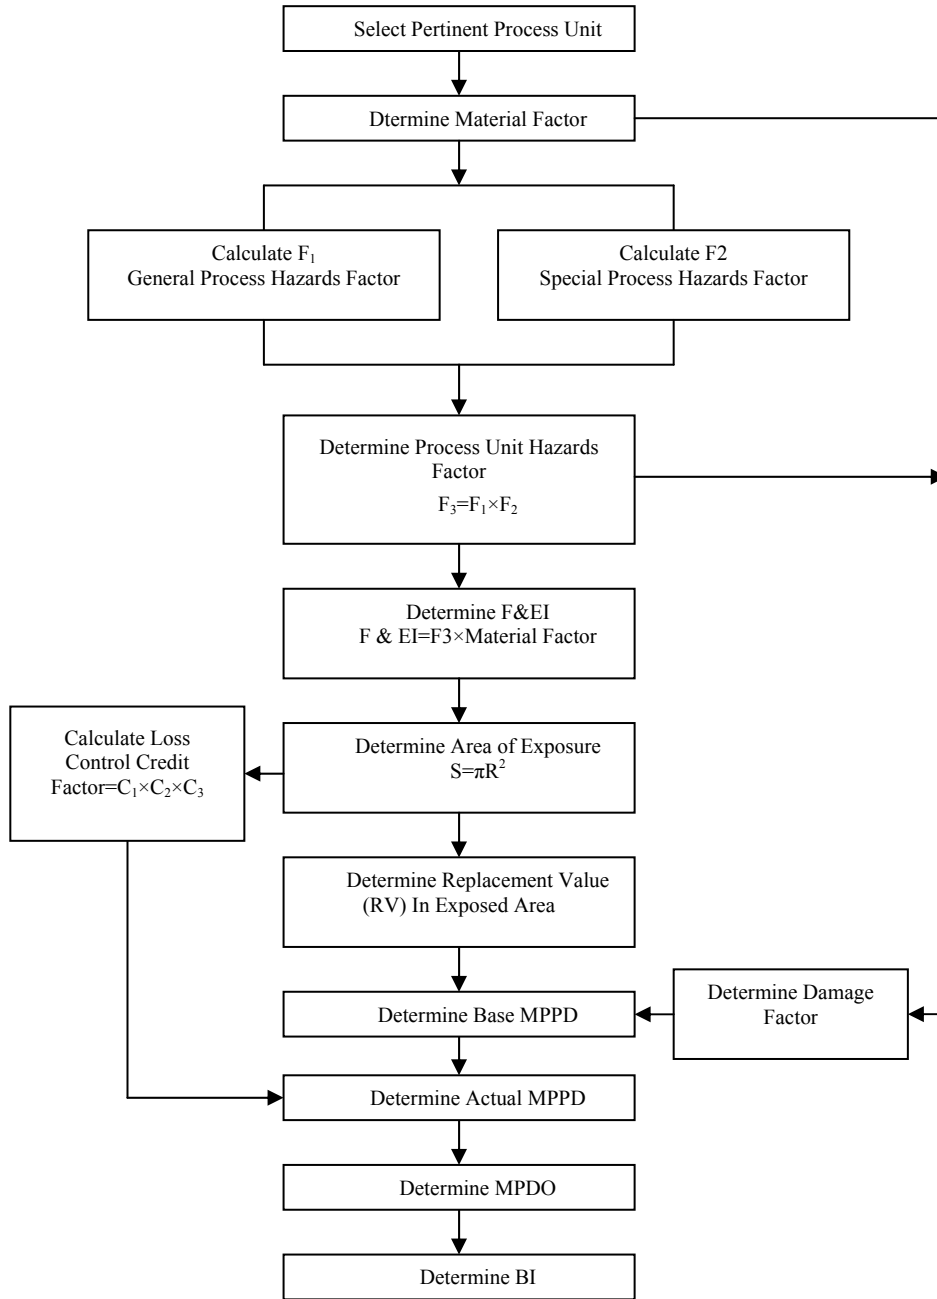 Select Pertinent Process Unit
Dtermine Material Factor
Calculate F₁
General Process Hazards Factor
Calculate F2
Special Process Hazards Factor
Determine Process Unit Hazards
Factor
F₃=F₁×F₂
Determine F&EI
F & EI=F3×Material Factor
Calculate Loss
Control Credit
Factor=C₁×C₂×C₃
Determine Area of Exposure
S=πR²
Determine Replacement Value
(RV) In Exposed Area
Determine Base MPPD
Determine Damage
Factor
Determine Actual MPPD
Determine MPDO
Determine BI